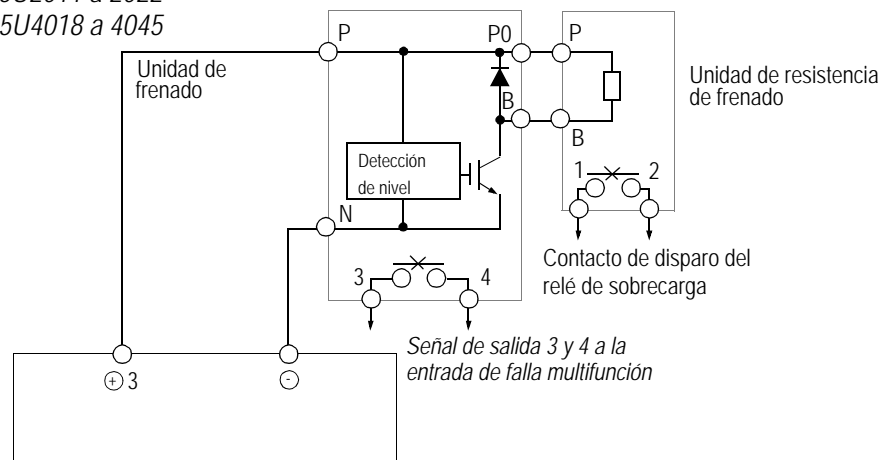 5U4018 a 4045
P
P0
P
Unidad de
frenado
Unidad de resistencia
de frenado
B
B
Detección
de nivel
1
2
N
Contacto de disparo del
relé de sobrecarga
3
4
Señal de salida 3 y 4 a la
entrada de falla multifunción
+ 3
-